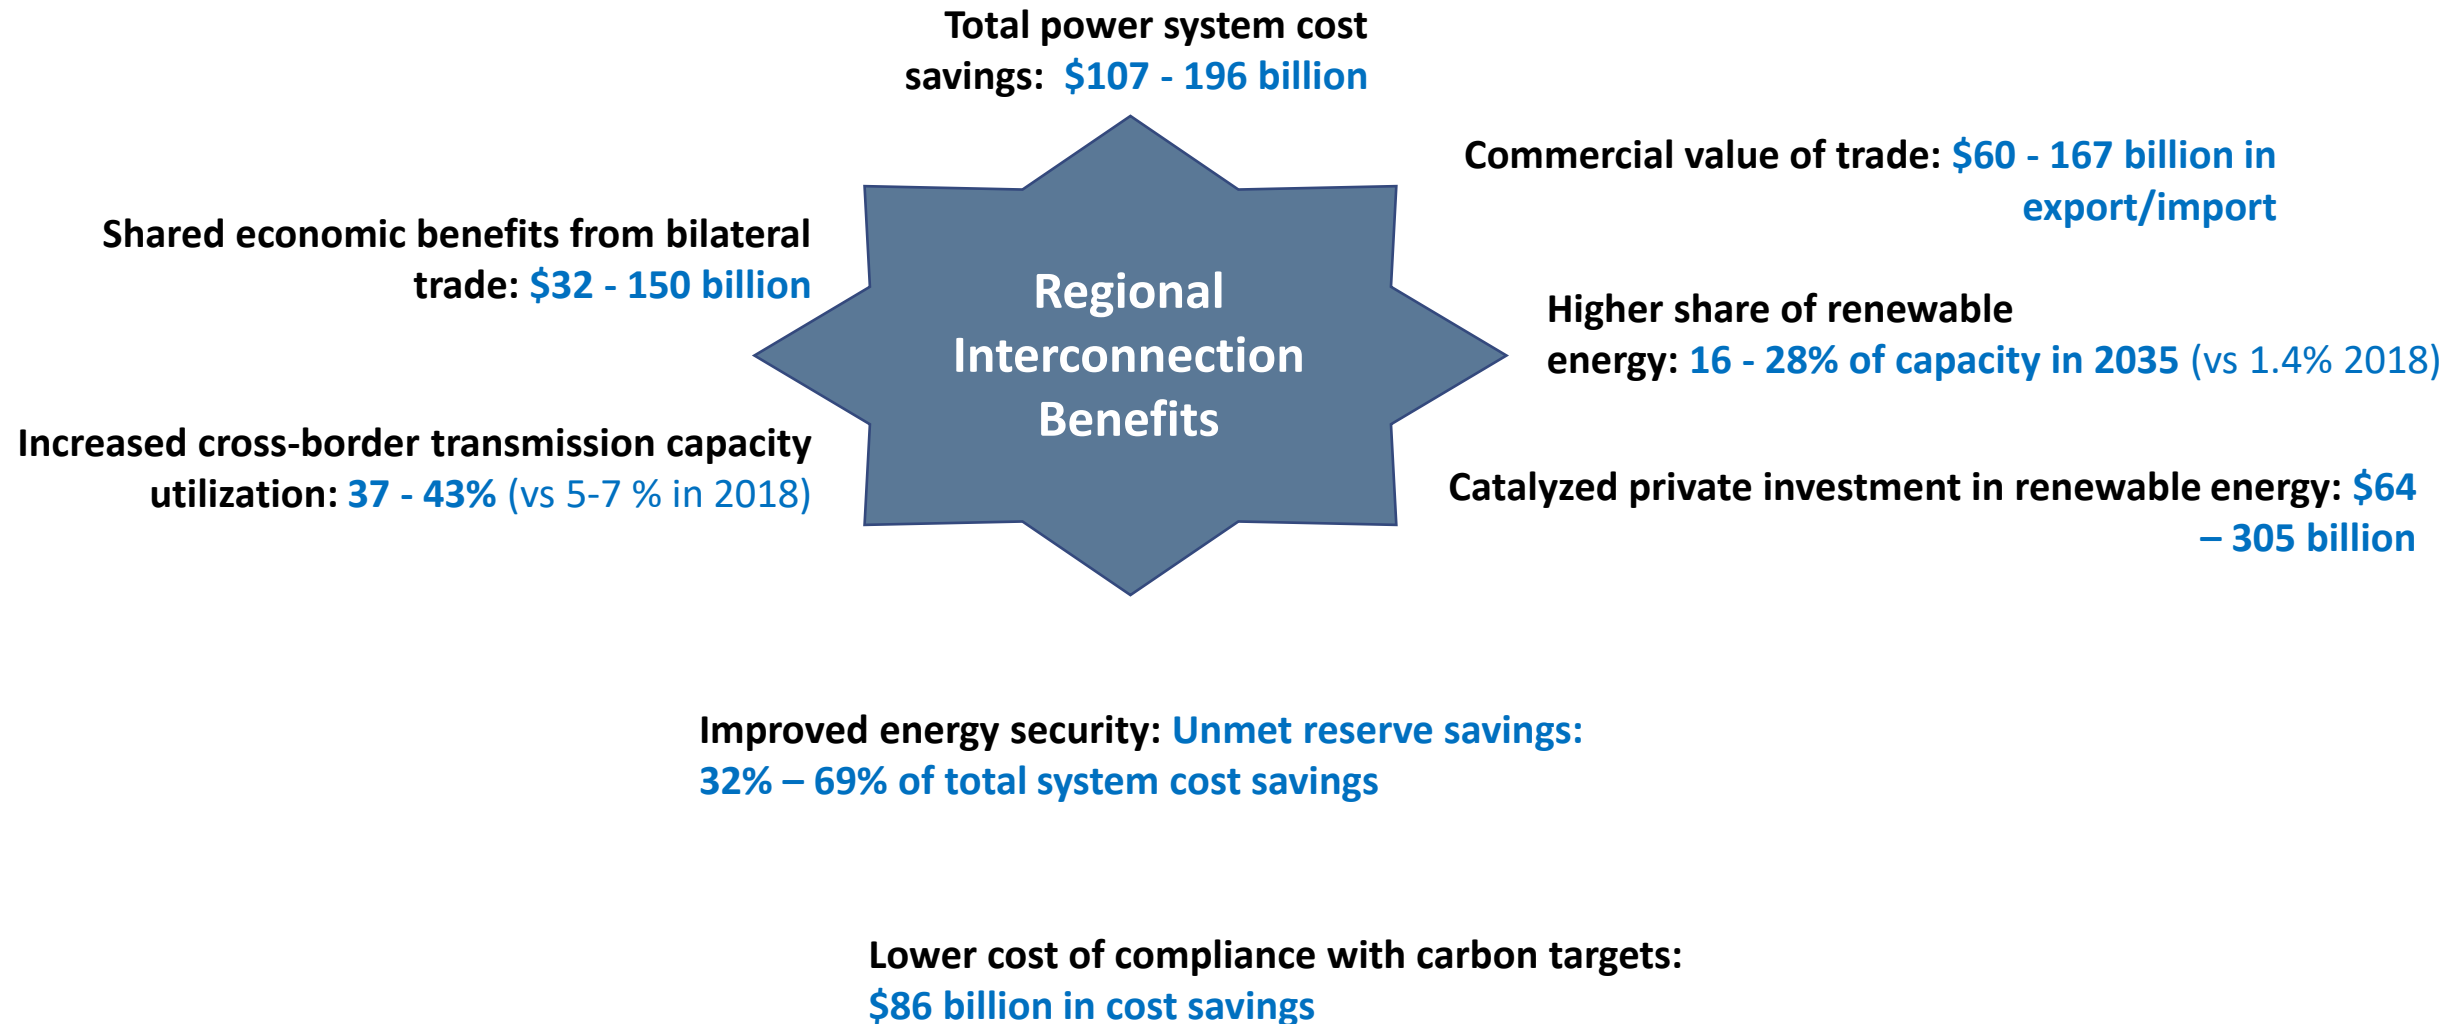 Total power system cost
savings: $107 - 196 billion
Commercial value of trade: $60 - 167 billion in
export/import
Shared economic benefits from bilateral
trade: $32 - 150 billion
Regional
Interconnection
Benefits
Higher share of renewable
energy: 16 - 28% of capacity in 2035 (vs 1.4% 2018)
Increased cross-border transmission capacity
utilization: 37 - 43% (vs 5-7 % in 2018)
Catalyzed private investment in renewable energy: $64
– 305 billion
Improved energy security: Unmet reserve savings:
32% – 69% of total system cost savings
Lower cost of compliance with carbon targets:
$86 billion in cost savings